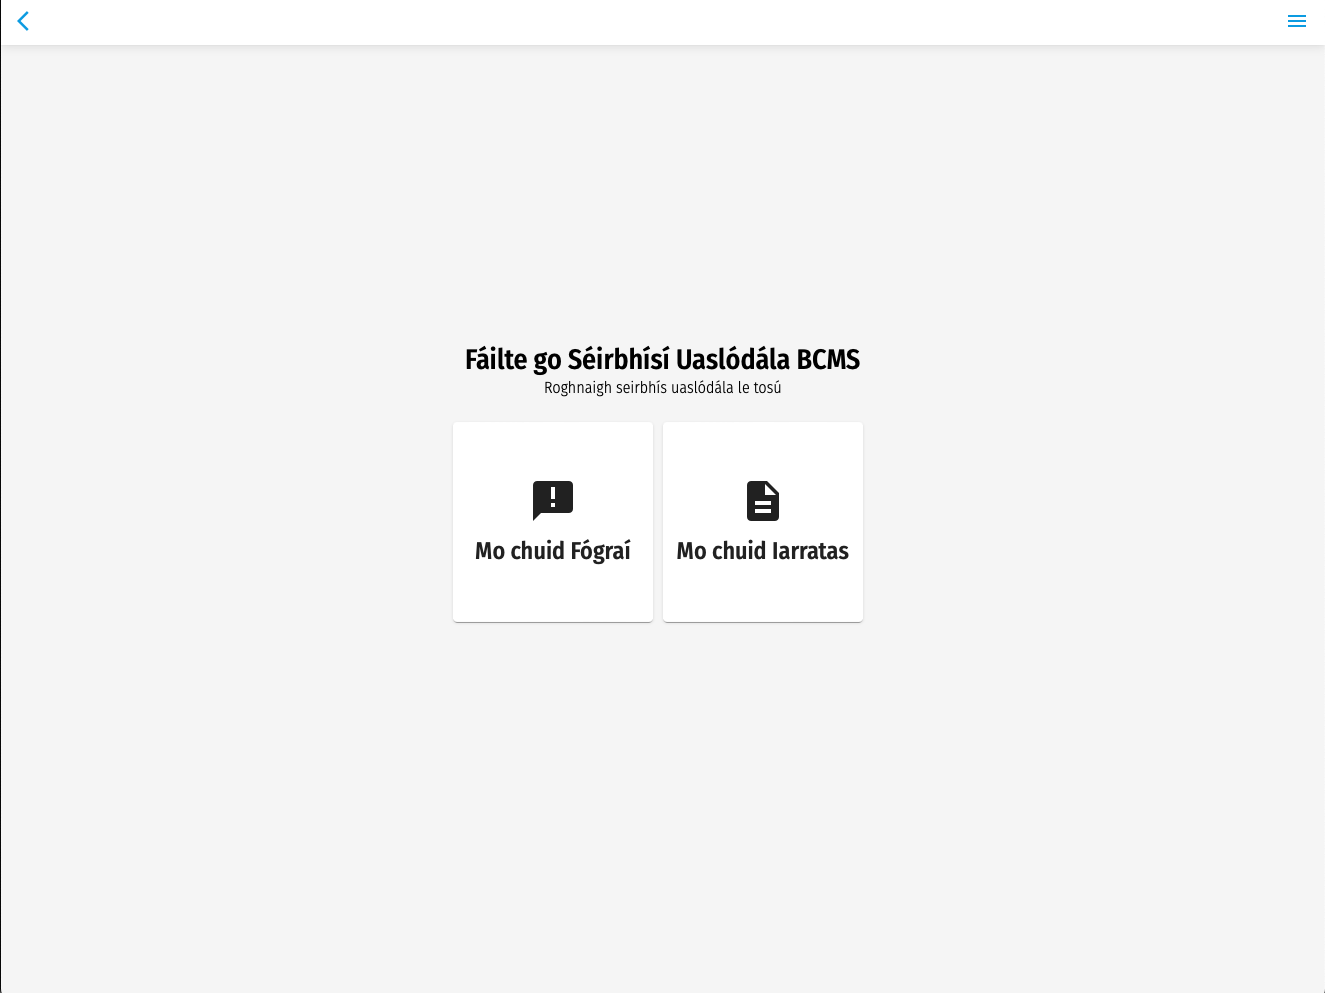 Fáilte go Séirbhísí Uaslódála BCMS
Roghnaigh seirbhís uaslódála le tosú
Mo chuid Fógraí
Mo chuid Iarratas